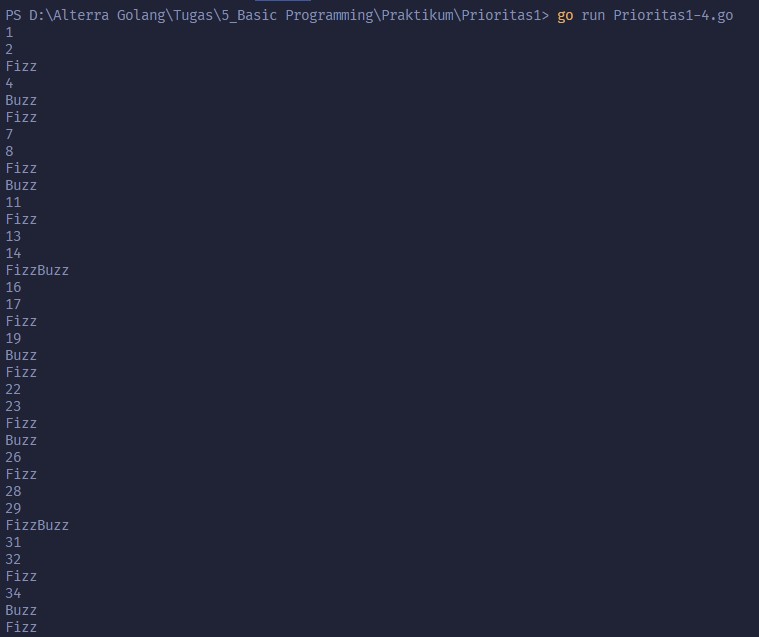 PS D:\Alterra Golang\Tugas\5_Basic Programming\Praktikum\Prioritas1> go run Prioritas1-4.go
1
2
Fizz
4
Buzz
Fizz
7
8
Fizz
Buzz
11
Fizz
13
14
FizzBuzz
16
17
Fizz
19
Buzz
Fizz
22
23
Fizz
Buzz
26
Fizz
28
29
FizzBuzz
31
32
Fizz
34
Buzz
Fizz